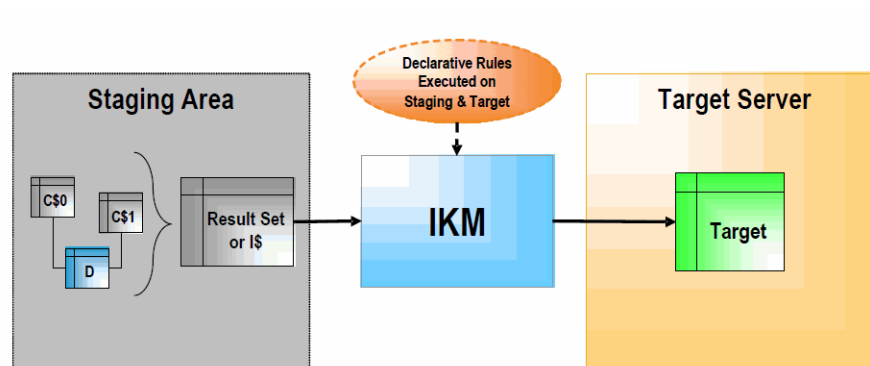 Declarative Rules
Executed on
Staging & Target
Staging Area
Target Server
C$0
C$1
D
Result Set
or I$
IKM
Target